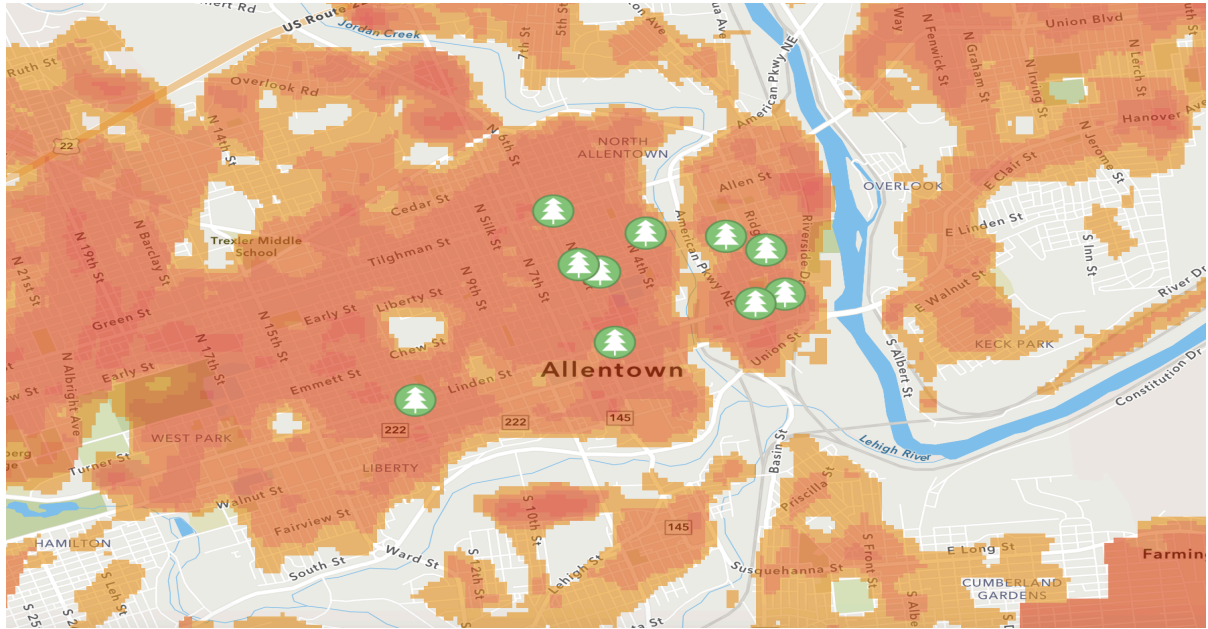 US Route 22
Jordan Creek
7th St
5th St
American Pkwy NE
Way
N Fenwick St
N Graham St
Union Blvd
N Irving St
N Lerch St
Hanover Ave
N Jerome St
Ruth St
Overlook Rd
22
N 14th St
N 6th St
NORTH
ALLENTOWN
Allen St
OVERLOOK
E Clair St
E Linden St
S Inn St
River Dr
N 21st St
N 19th St
N Barclay St
Trexler Middle
School
Cedar St
Tilghman St
N Silk St
N 4th St
American Pkwy NE
Riverside Dr
Green St
Early St
Liberty St
N 9th St
N 7th St
E Walnut St
KECK PARK
Constitution Dr
N Albright Ave
Early St
N 17th St
N 15th St
Emmett St
Chew St
Linden St
Allentown
Union St
S Albert St
WEST PARK
222
222
145
Turner St
LIBERTY
Basin St
Lehigh River
Walnut St
Fairview St
S 10th St
145
Priscilla St
HAMILTON
South St
Ward St
S 12th St
Lehigh St
Susquehanna St
S Front St
E Long St
CUMBERLAND
GARDENS
S Leh St